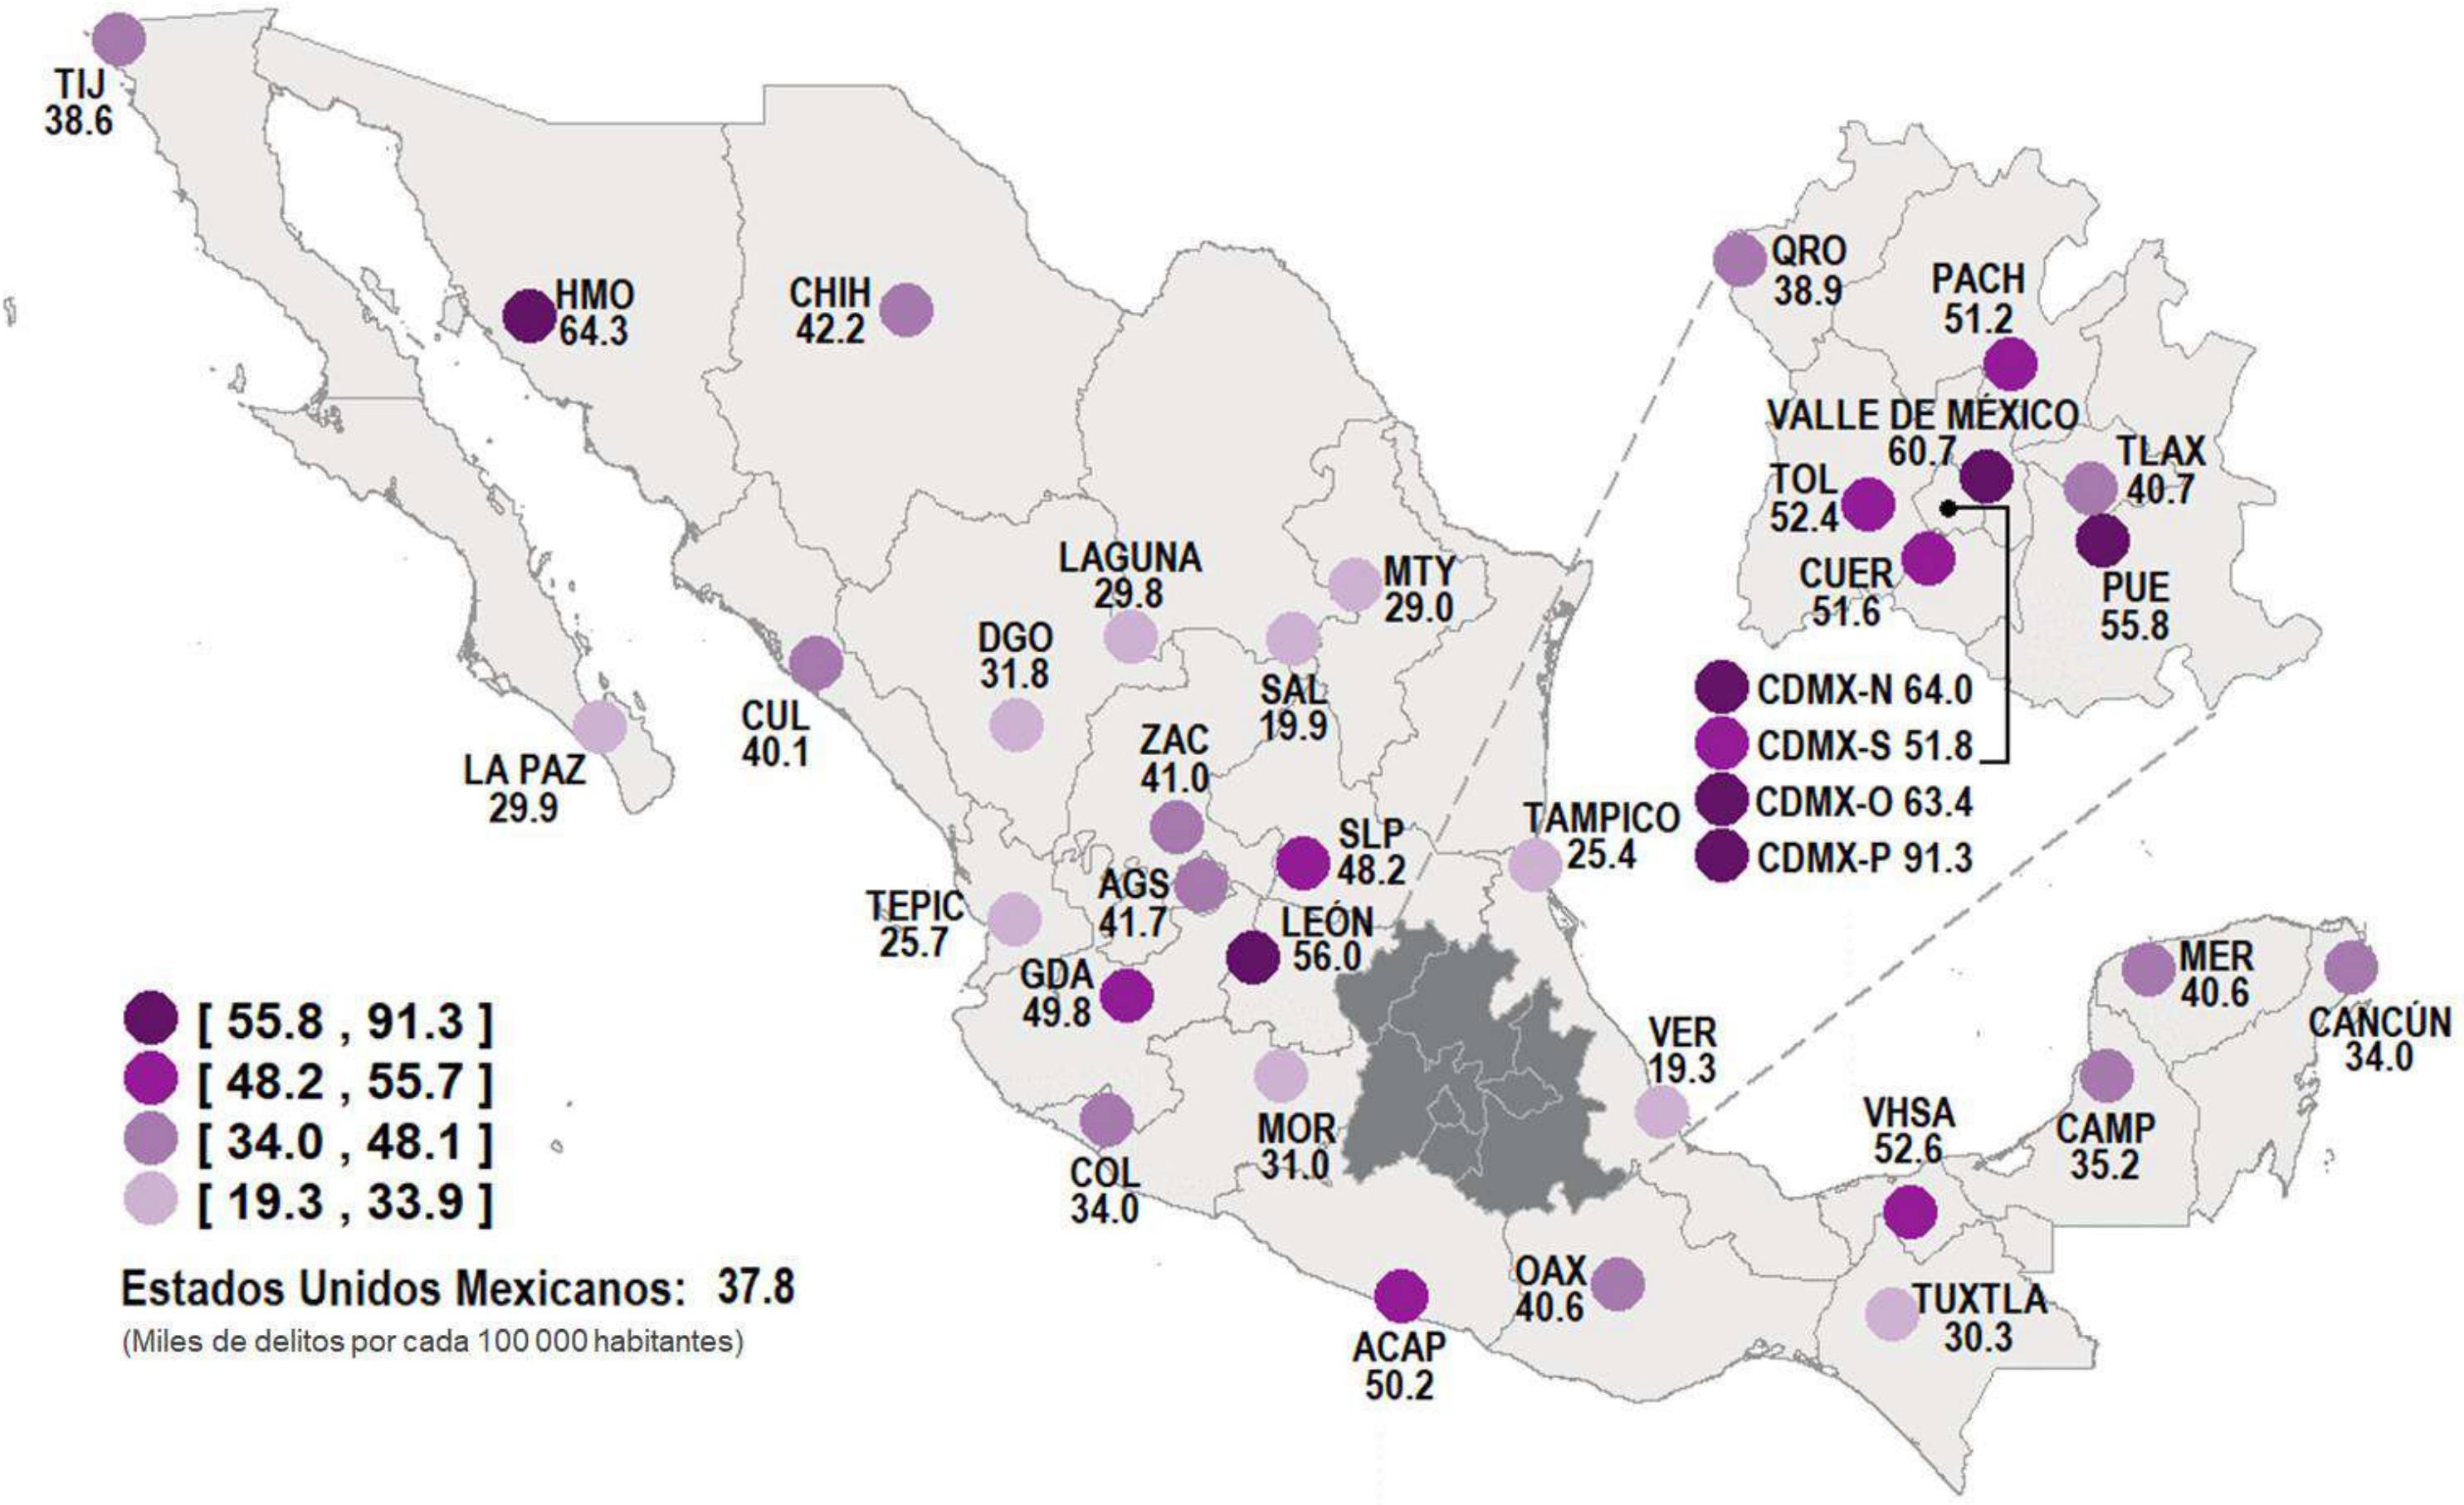 TIJ
38.6
HMO
64.3
CHIH
42.2
QRO
38.9
PACH
51.2
VALLE DE MÉXICO
60.7
TLAX
40.7
TOL
52.4
CUER
51.6
PUE
55.8
CDMX-N 64.0
CDMX-S 51.8
CDMX-O 63.4
CDMX-P 91.3
LAGUNA
29.8
MTY
29.0
DGO
31.8
SAL
19.9
CUL
40.1
LA PAZ
29.9
ZAC
41.0
SLP
48.2
TAMPICO
25.4
AGS
41.7
TEPIC
25.7
LEÓN
56.0
GDA
49.8
MER
40.6
CANCÚN
34.0
VER
19.3
VHSA
52.6
CAMP
35.2
MOR
31.0
COL
34.0
OAX
40.6
TUXTLA
30.3
ACAP
50.2
[ 55.8 , 91.3 ]
[ 48.2 , 55.7 ]
[ 34.0 , 48.1 ]
[ 19.3 , 33.9 ]
Estados Unidos Mexicanos: 37.8
(Miles de delitos por cada 100 000 habitantes)